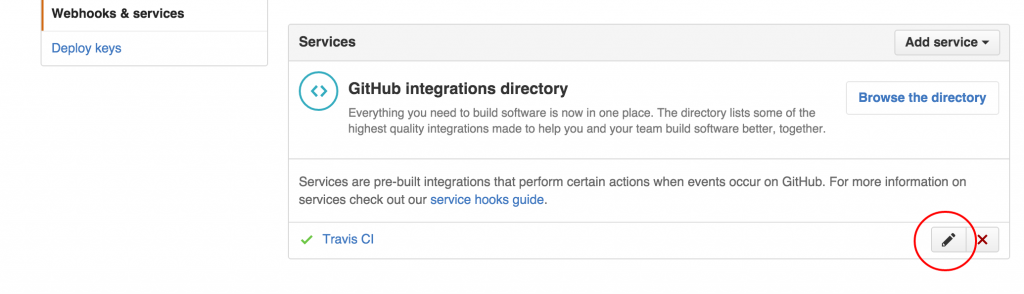 Webhooks & services
Deploy keys
Services
Add service
GitHub integrations directory
Everything you need to build software is now in one place. The directory lists some of the
highest quality integrations made to help you and your team build software better, together.
Browse the directory
Services are pre-built integrations that perform certain actions when events occur on GitHub. For more information on
services check out our service hooks guide.
Travis CI